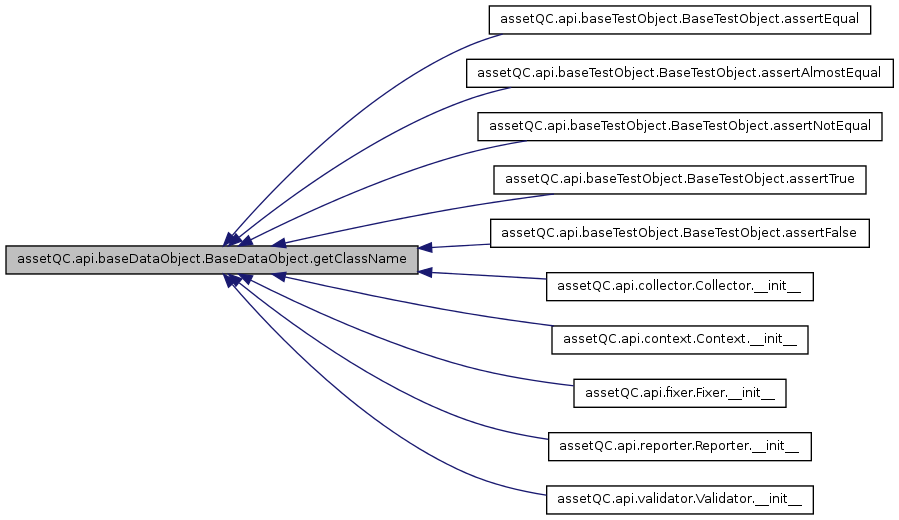 assetQC.api.baseTestObject.BaseTestObject.assertEqual
assetQC.api.baseTestObject.BaseTestObject.assertAlmostEqual
assetQC.api.baseTestObject.BaseTestObject.assertNotEqual
assetQC.api.baseTestObject.BaseTestObject.assertTrue
assetQC.api.baseTestObject.BaseTestObject.assertFalse
assetQC.api.baseDataObject.BaseDataObject.getClassName
assetQC.api.collector.Collector.__init__
assetQC.api.context.Context.__init__
assetQC.api.fixer.Fixer.__init__
assetQC.api.reporter.Reporter.__init__
assetQC.api.validator.Validator.__init__